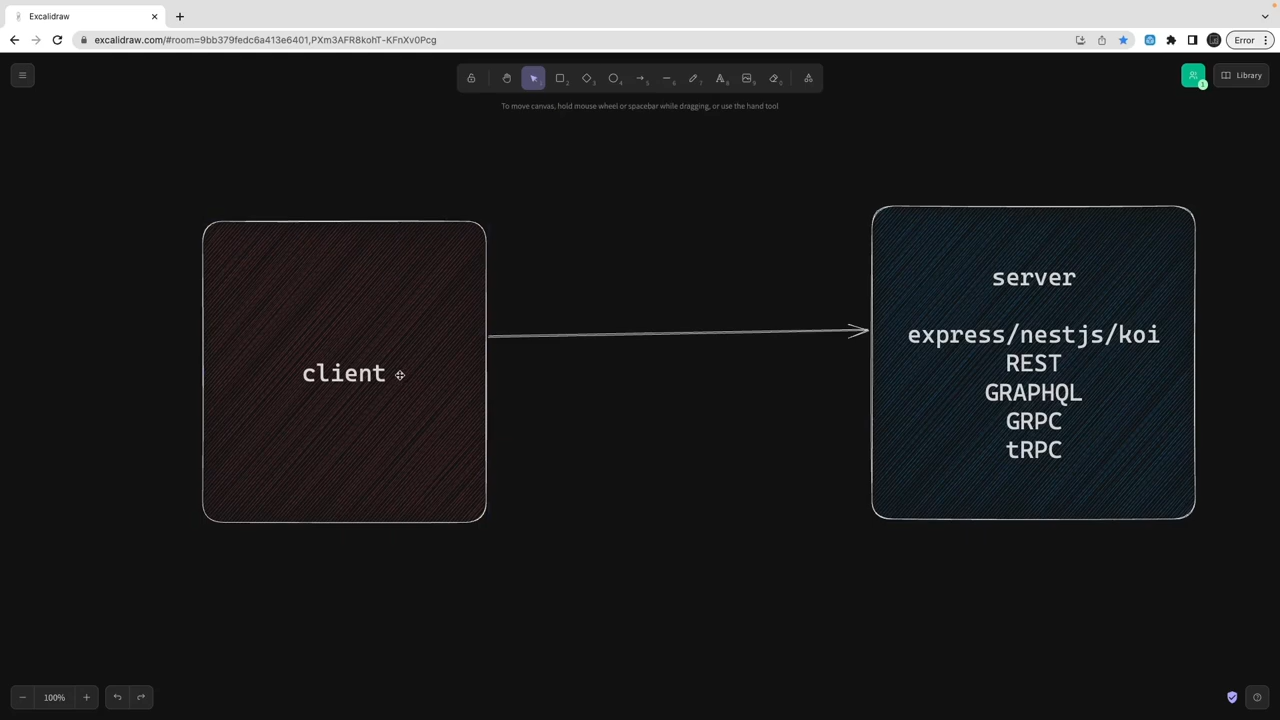 Excalidraw
excalidraw.com/#room=9bb379fedc6a413e6401,PXm3AFR8kohT-KFnXv0Pcg
Error
Library
To move canvas, hold mouse wheel or spacebar while dragging, or use the hand tool
server
express/nestjs/koi
REST
client
GRAPHQL
GRPC
tRPC
100%